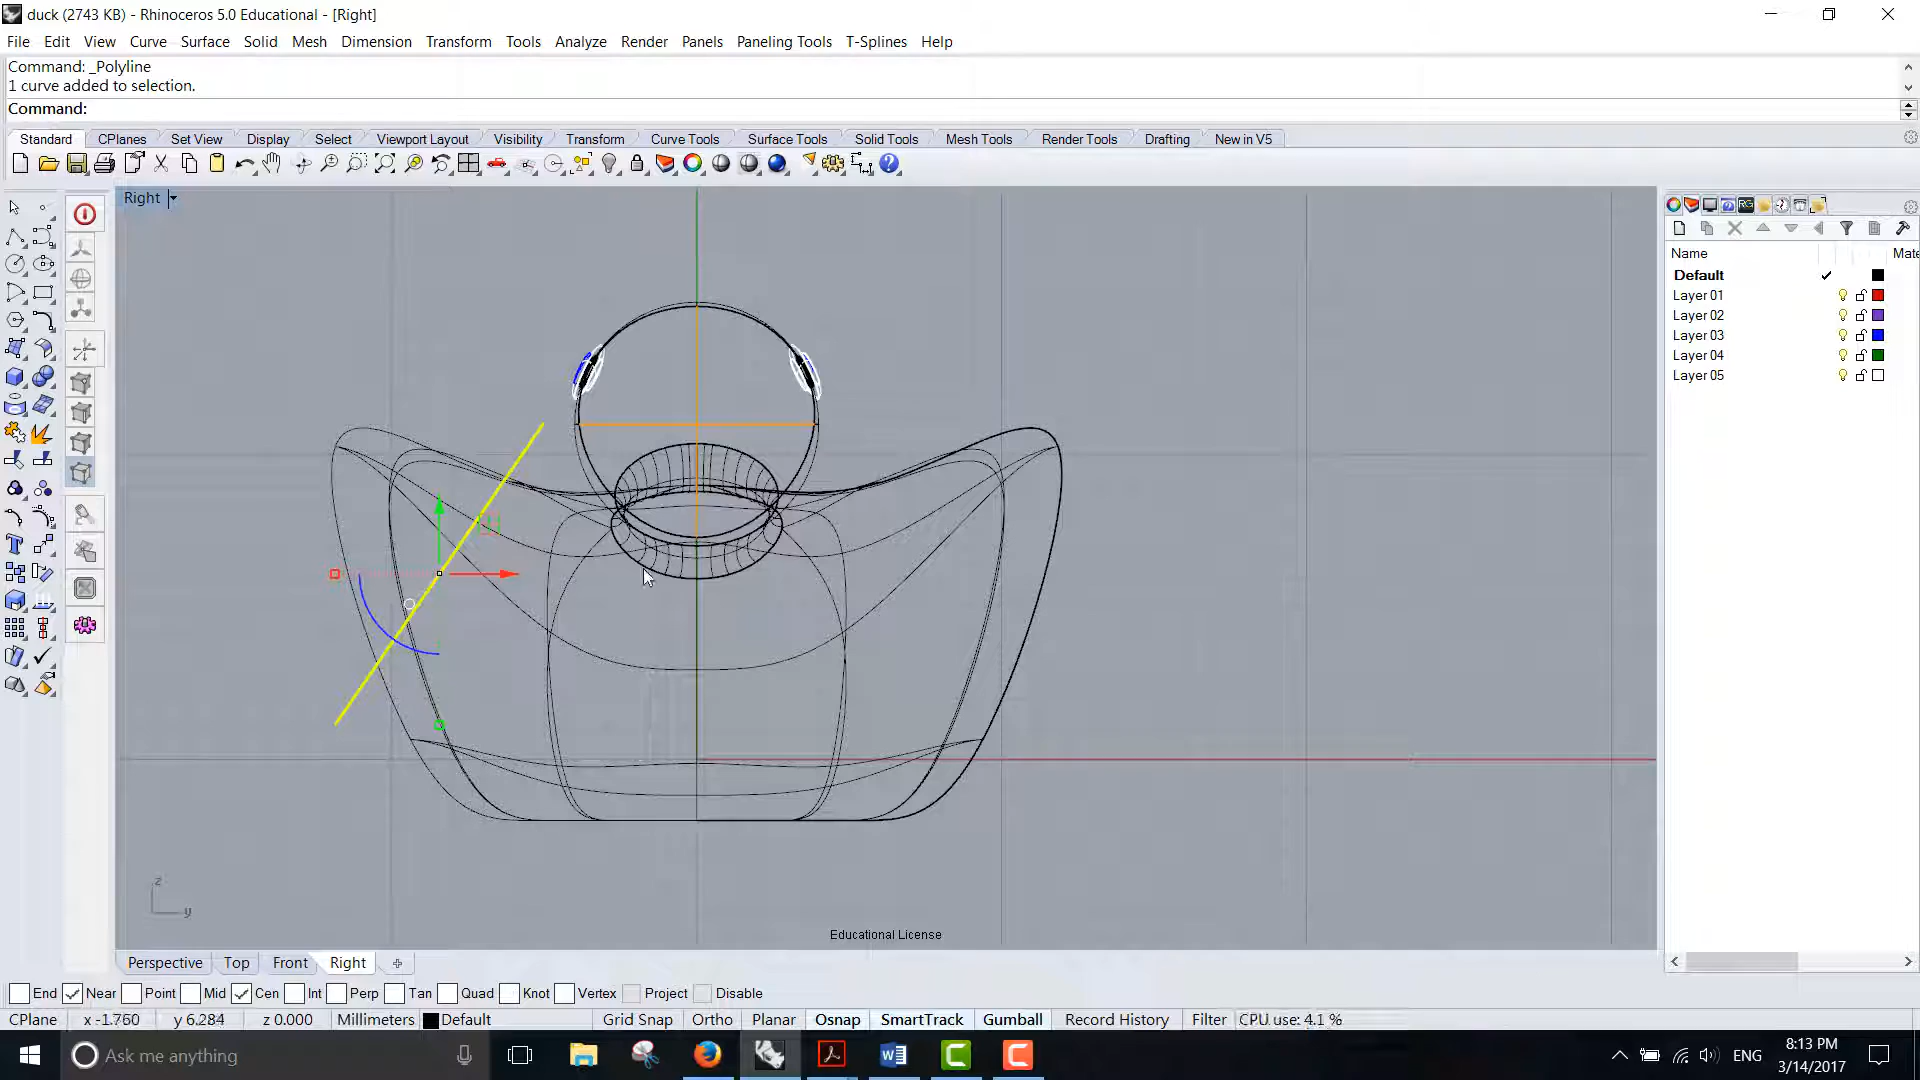 duck (2743 KB) - Rhinoceros 5.0 Educational - [Right]
File Edit View Curve Surface Solid Mesh Dimension Transform Tools Analyze Render Panels Paneling Tools T-Splines Help
Command: _Polyline
1 curve added to selection.
Command:
Standard CPlanes Set View Display Select Viewport Layout Visibility Transform Curve Tools Surface Tools Solid Tools Mesh Tools Render Tools Drafting New in V5
Right
Name Mate
Default
Layer 01
Layer 02
Layer 03
Layer 04
Layer 05
z
y
Educational License
Perspective Top Front Right
End Near Point Mid Cen Int Perp Tan Quad Knot Vertex Project Disable
CPlane x -1.760 y 6.284 z 0.000 Millimeters Default Grid Snap Ortho Planar Osnap SmartTrack Gumball Record History Filter CPU use: 4.1 %
Ask me anything
ENG
8:13 PM
3/14/2017